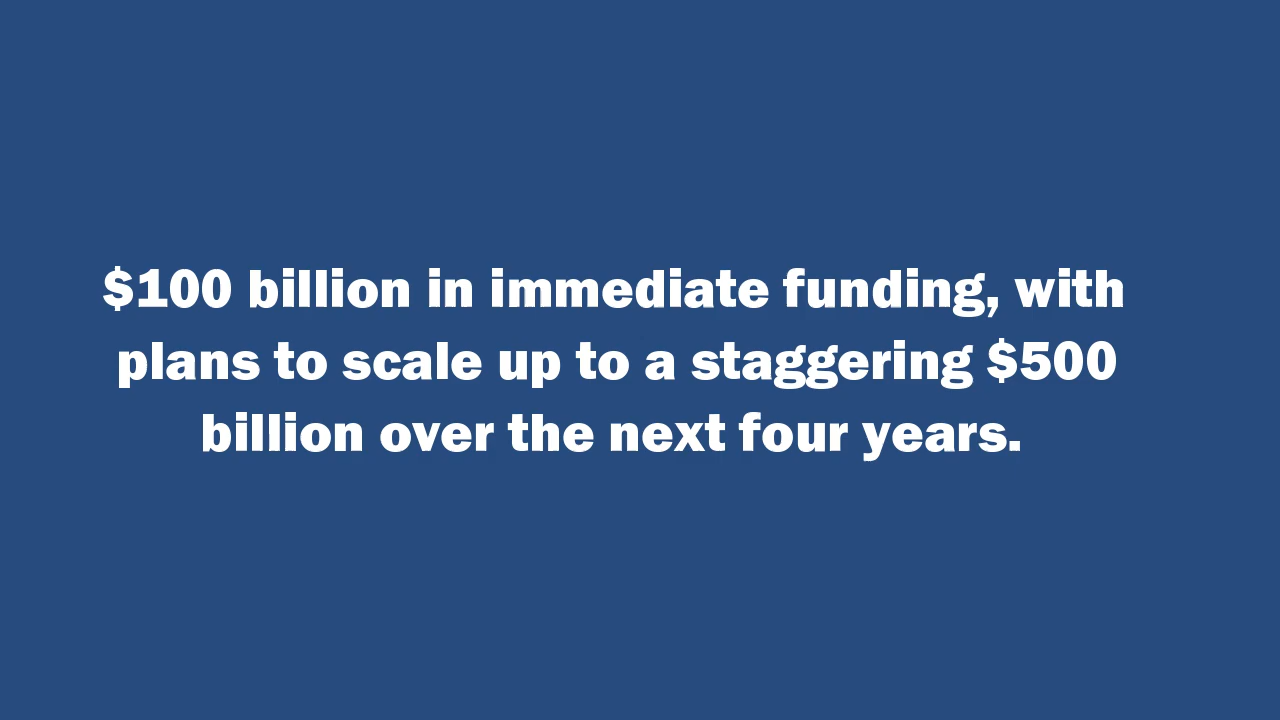 $100 billion in immediate funding, with
plans to scale up to a staggering $500
billion over the next four years.